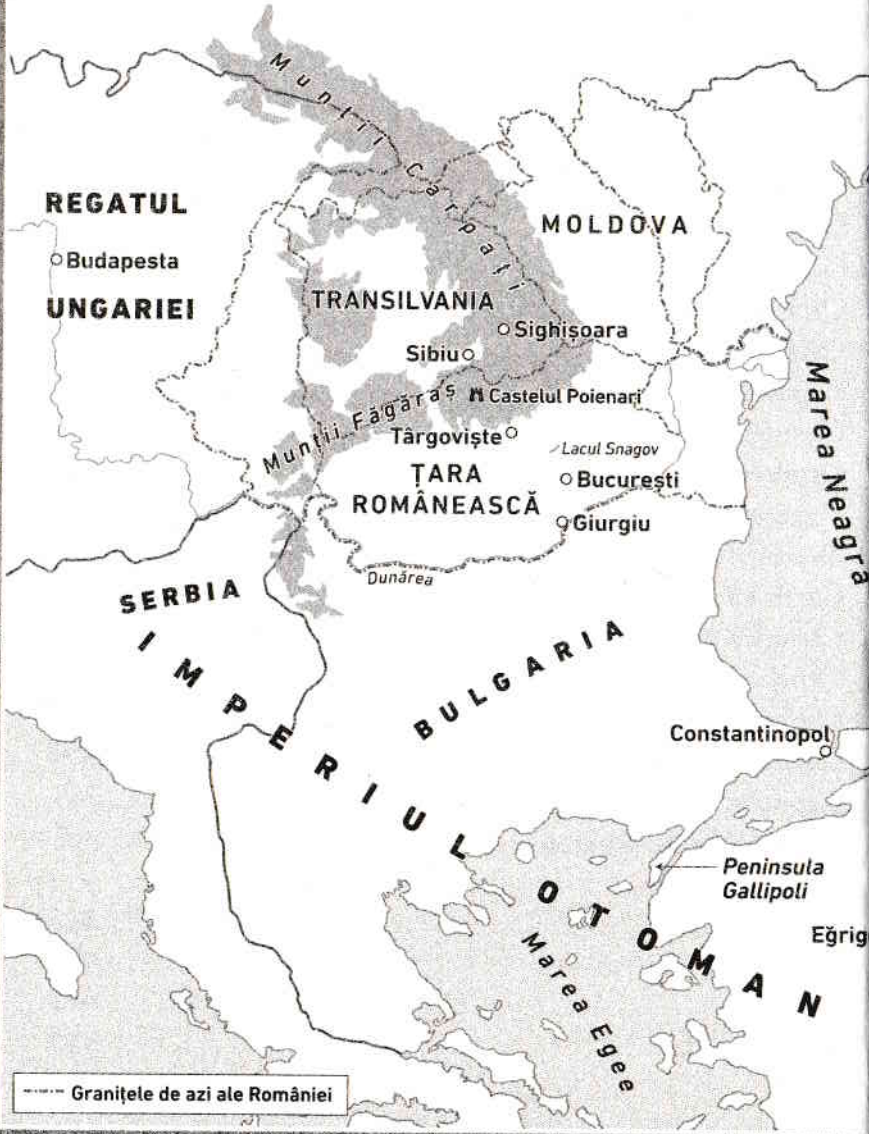 Munții Carpați
REGATUL
MOLDOVA
Budapesta
UNGARIEI
TRANSILVANIA
Sighișoara
Sibiu
Marea Neagră
Castelul Poienari
Munții Făgăraș
Târgoviște
Lacul Snagov
ȚARA
București
ROMÂNEASCĂ
Giurgiu
Dunărea
SERBIA
BULGARIA
IMPERIUL OTOMAN
Constantinopol
Peninsula
Gallipoli
Eğrig
Marea Egee
Granițele de azi ale României